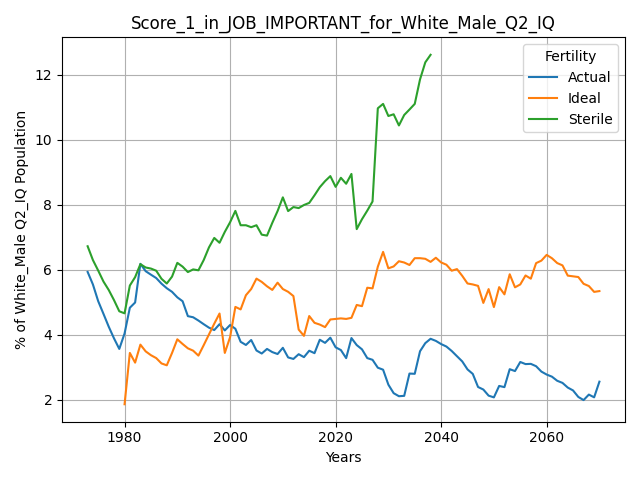 Score_1_in_JOB_IMPORTANT_for_White_Male_Q2_IQ
% of White_Male Q2_IQ Population
12
10
8
6
4
2
Fertility
Actual
Ideal
Sterile
1980
2000
2020
2040
2060
Years